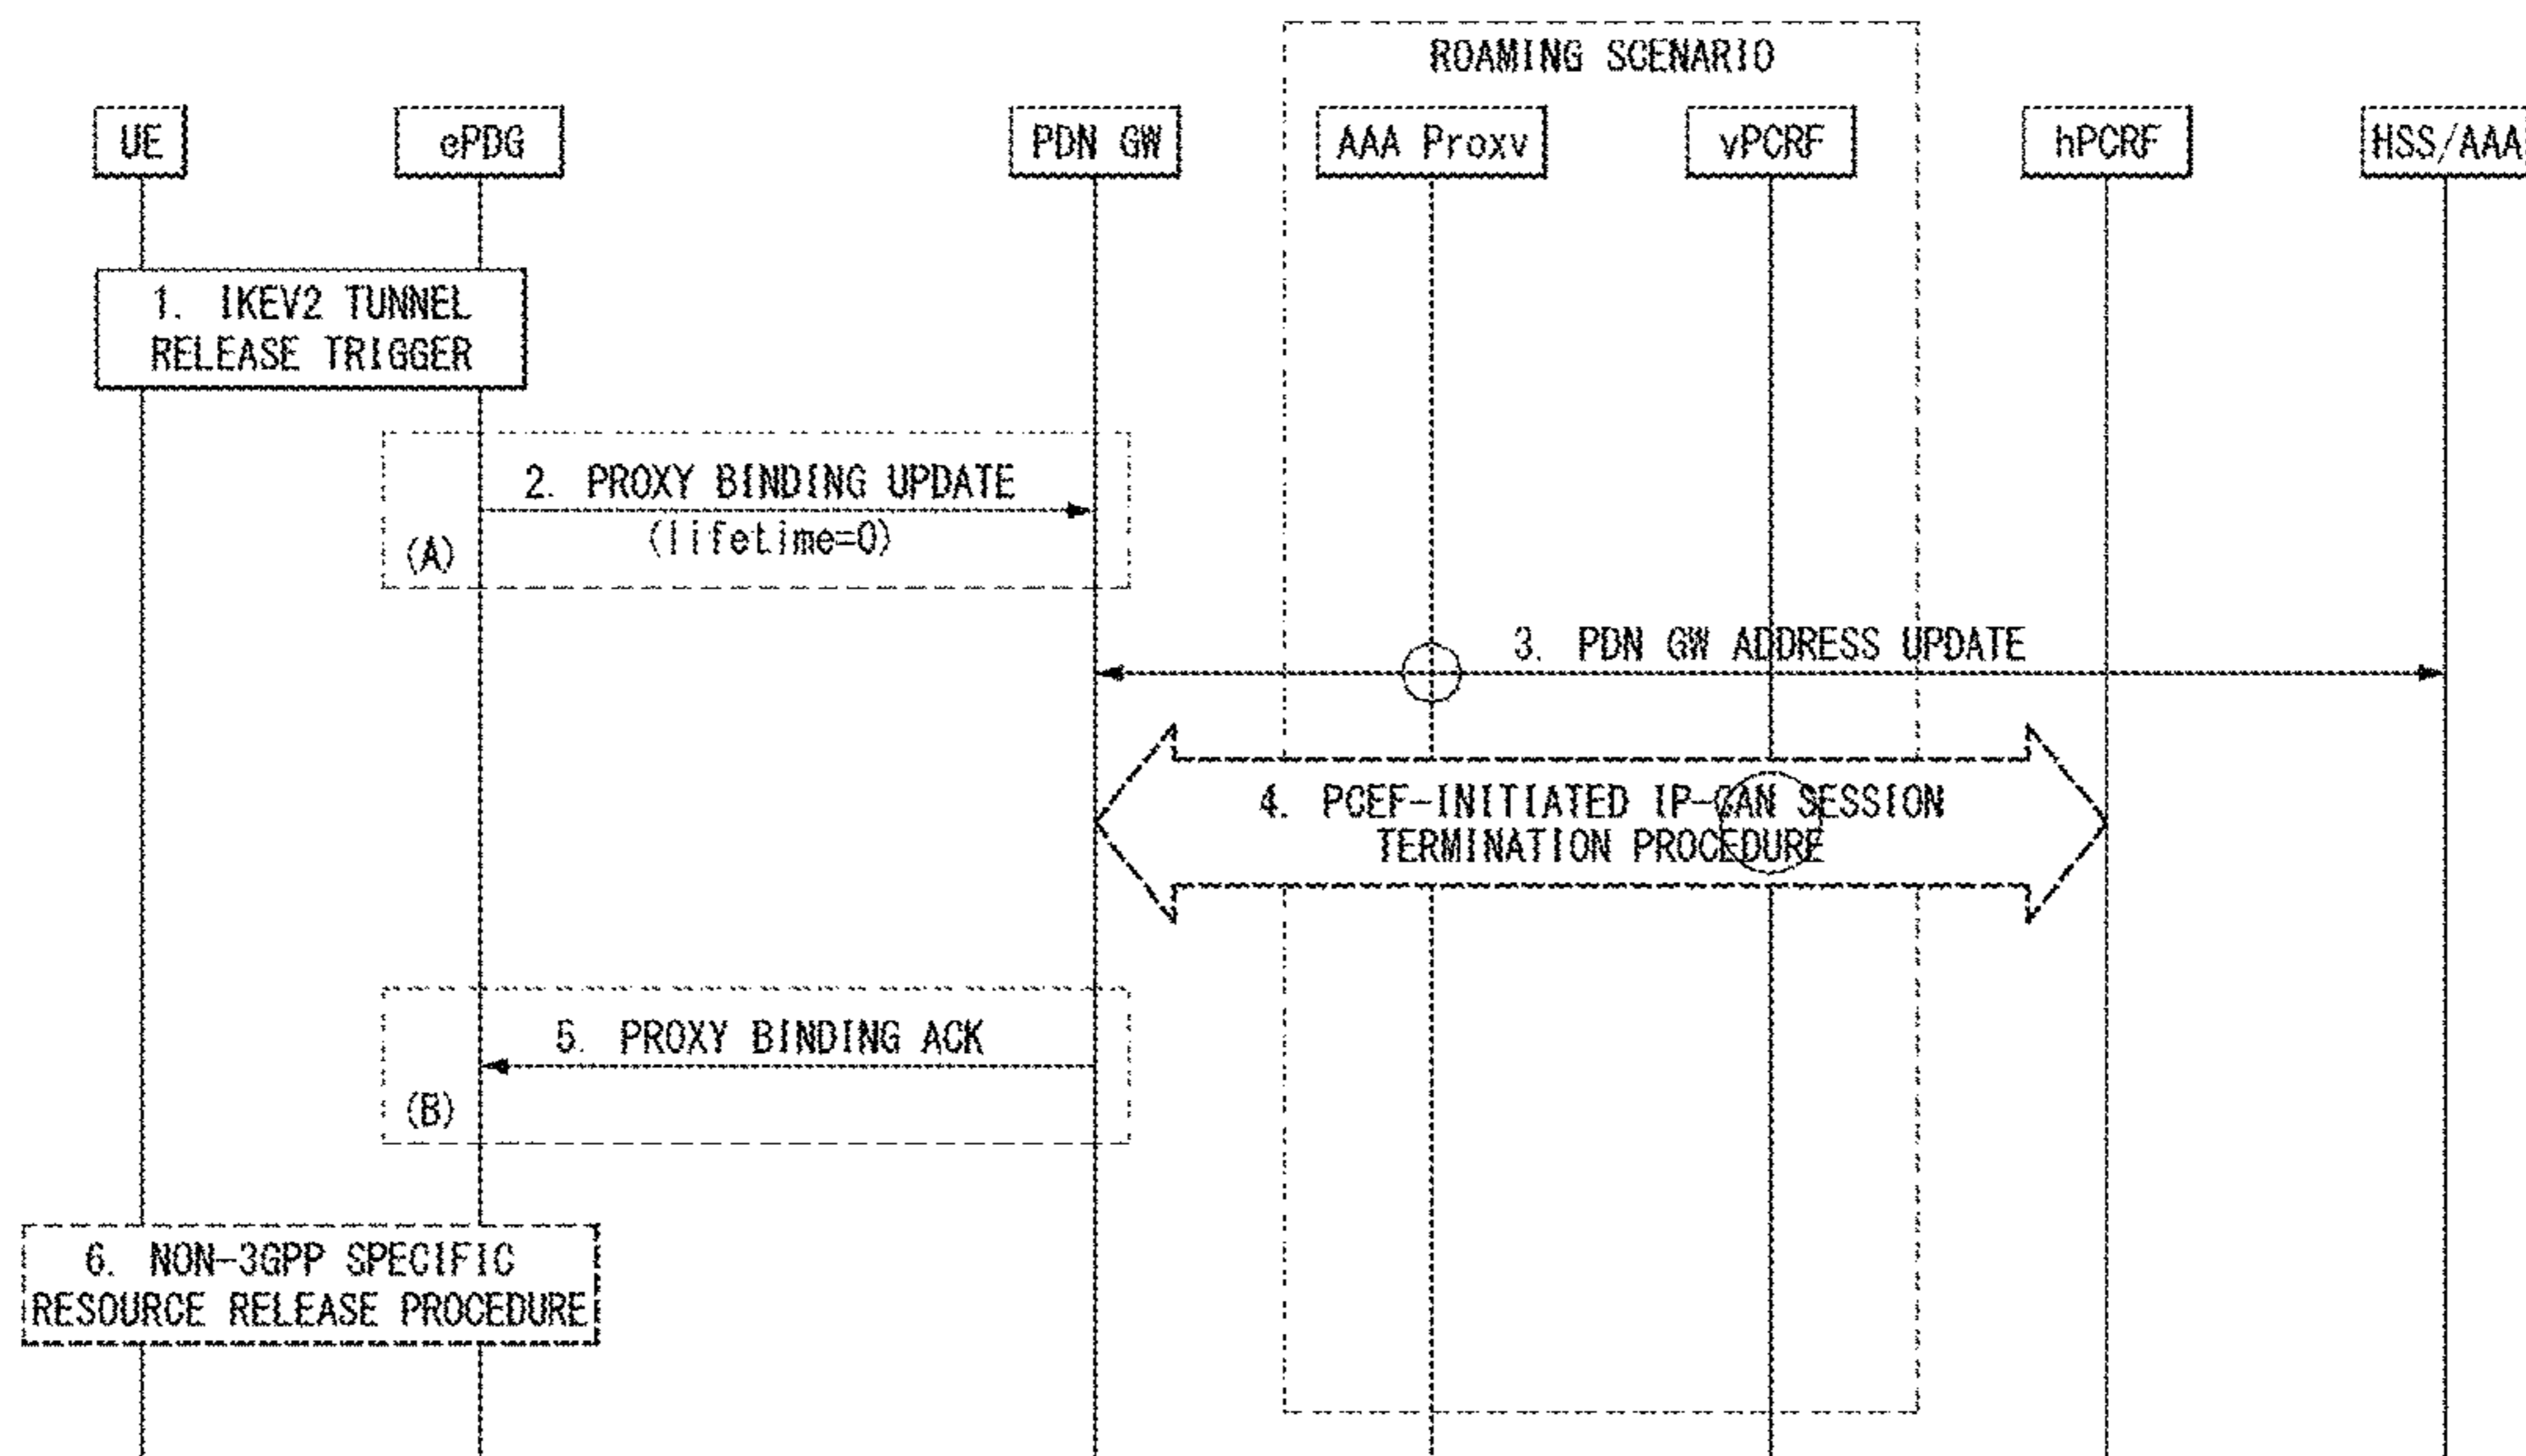 ROAMING SCENARIO
UE
ePDG
PDN GW
AAA Proxv
vPCRF
hPCRF
HSS/AAA
1. IKEV2 TUNNEL
RELEASE TRIGGER
2. PROXY BINDING UPDATE
(lifetime=0)
(A)
3. PDN GW ADDRESS UPDATE
4. PCEF-INITIATED IP-CAN SESSION
TERMINATION PROCEDURE
5. PROXY BINDING ACK
(B)
6. NON-3GPP SPECIFIC
RESOURCE RELEASE PROCEDURE